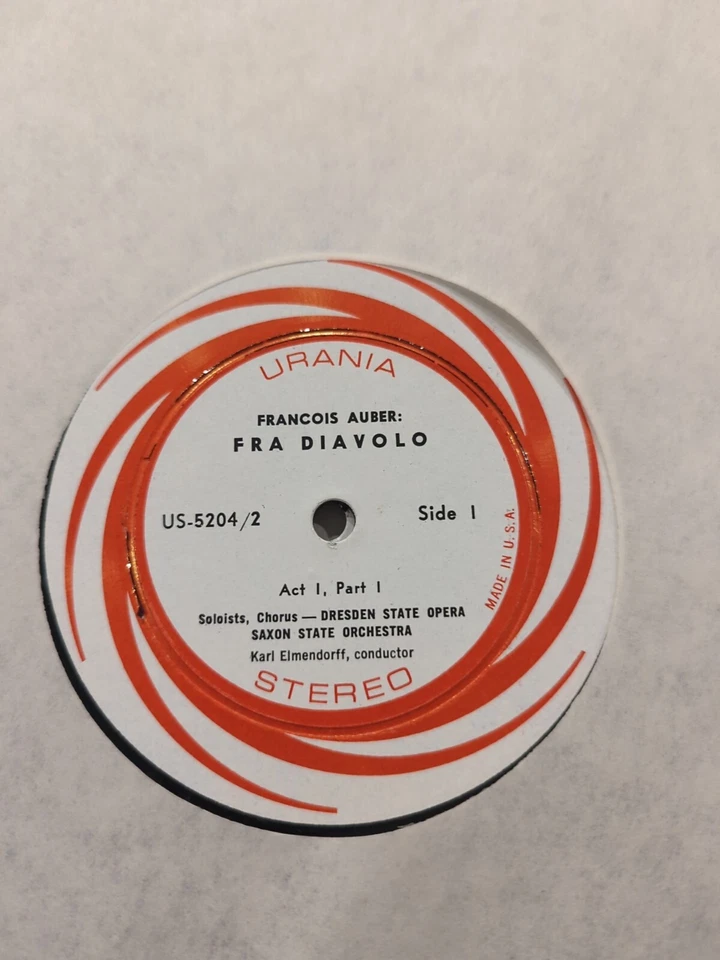 URANIA
FRANCOIS AUBER:
FRA DIAVOLO
US-5204/2
Side 1
MADE IN U.S.A.
Act 1, Part 1
Soloists, Chorus — DRESDEN STATE OPERA
SAXON STATE ORCHESTRA
Karl Elmendorff, conductor
STEREO